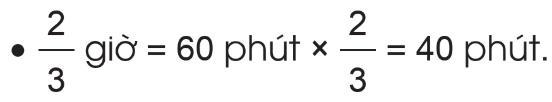 • 2/3 giờ = 60 phút × 2/3 = 40 phút.